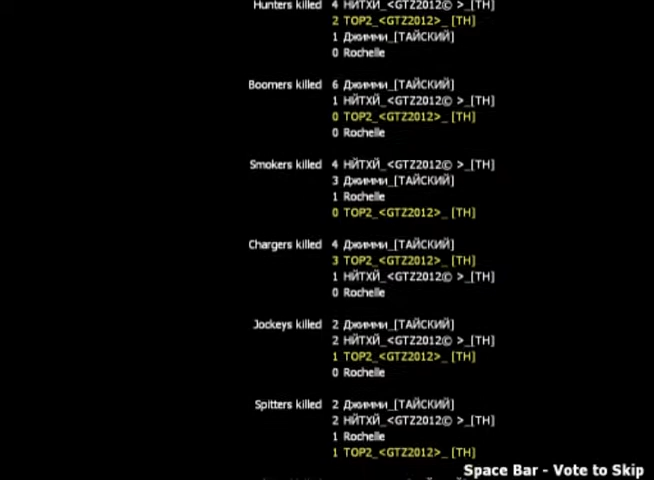 Hunters killed 4 НЙТХЙ_<GTZ2012© >_[TH]
2 TOP2_<GTZ2012>_ [TH]
1 Джимми_[ТАЙСКИЙ]
0 Rochelle
Boomers killed 6 Джимми_[ТАЙСКИЙ]
1 НЙТХЙ_<GTZ2012© >_[TH]
0 TOP2_<GTZ2012>_ [TH]
0 Rochelle
Smokers killed 4 НЙТХЙ_<GTZ2012© >_[TH]
3 Джимми_[ТАЙСКИЙ]
1 Rochelle
0 TOP2_<GTZ2012>_ [TH]
Chargers killed 4 Джимми_[ТАЙСКИЙ]
3 TOP2_<GTZ2012>_ [TH]
1 НЙТХЙ_<GTZ2012© >_[TH]
0 Rochelle
Jockeys killed 2 Джимми_[ТАЙСКИЙ]
2 НЙТХЙ_<GTZ2012© >_[TH]
1 TOP2_<GTZ2012>_ [TH]
0 Rochelle
Spitters killed 2 Джимми_[ТАЙСКИЙ]
2 НЙТХЙ_<GTZ2012© >_[TH]
1 Rochelle
1 TOP2_<GTZ2012>_ [TH]
Space Bar - Vote to Skip